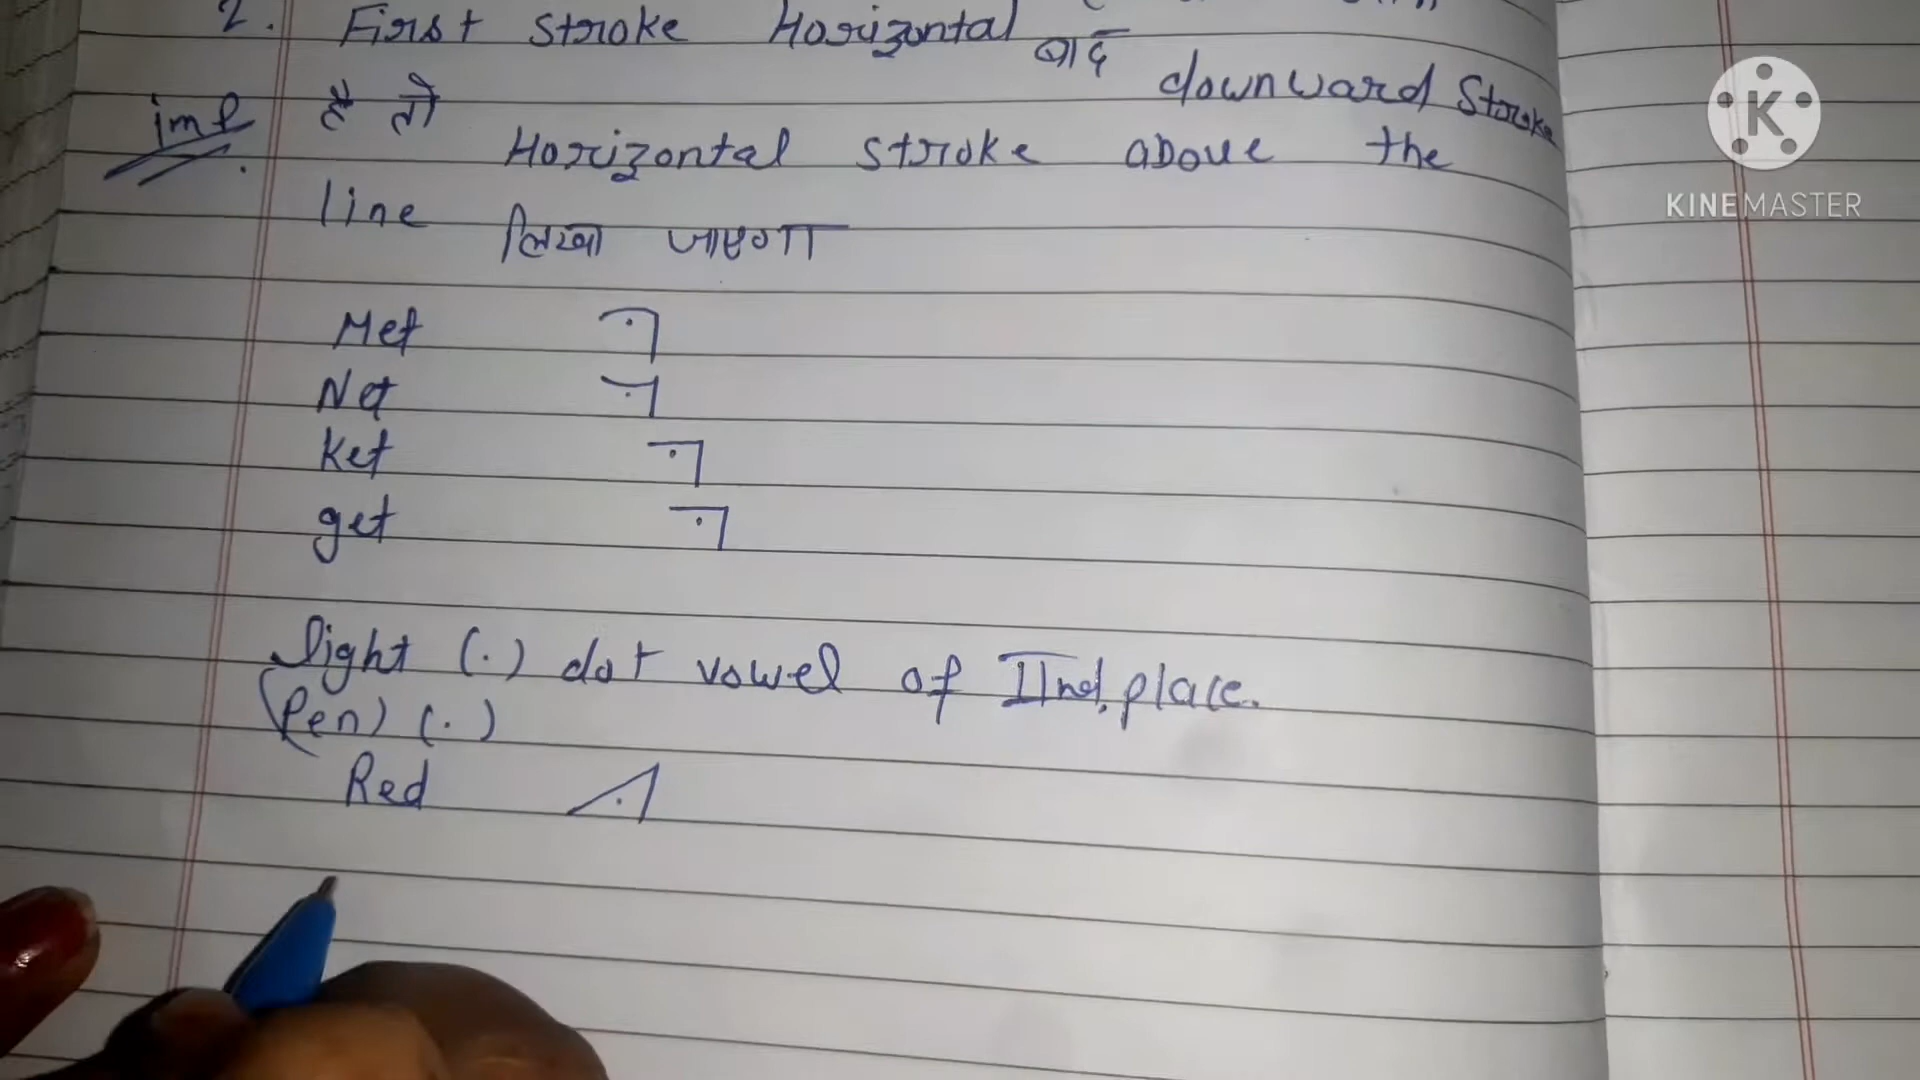 2. First stroke Horizontal बाद downward Stroke
imp है तो Horizontal stroke above the
line लिखा जाएगा
Met
Net
Ket
get
light (.) dot vowel of IInd place.
(Pen) (.)
Red
K
KINEMASTER